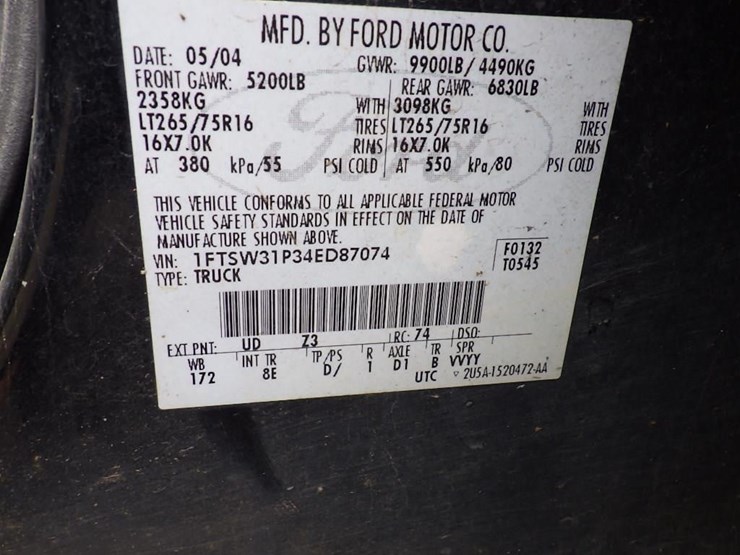 MFD. BY FORD MOTOR CO.
DATE: 05/04 GVWR: 9900LB/4490KG
FRONT GAWR: 5200LB REAR GAWR: 6830LB
2358KG WITH 3098KG WITH
LT265/75R16 TIRES LT265/75R16 TIRES
16X7.0K RIMS 16X7.0K RIMS
AT 380 kPa/55 PSI COLD AT 550 kPa/80 PSI COLD
THIS VEHICLE CONFORMS TO ALL APPLICABLE FEDERAL MOTOR
VEHICLE SAFETY STANDARDS IN EFFECT ON THE DATE OF
MANUFACTURE SHOWN ABOVE.
VIN: 1FTSW31P34ED87074 F0132
TYPE: TRUCK T0545
EXT PNT: UD Z3 RC: 74 DSO:
WB INT TR TP/PS R AXLE TR SPR
172 8E D/ 1 D1 B VVYY
UTC 2U5A-1520472-AA
Ford